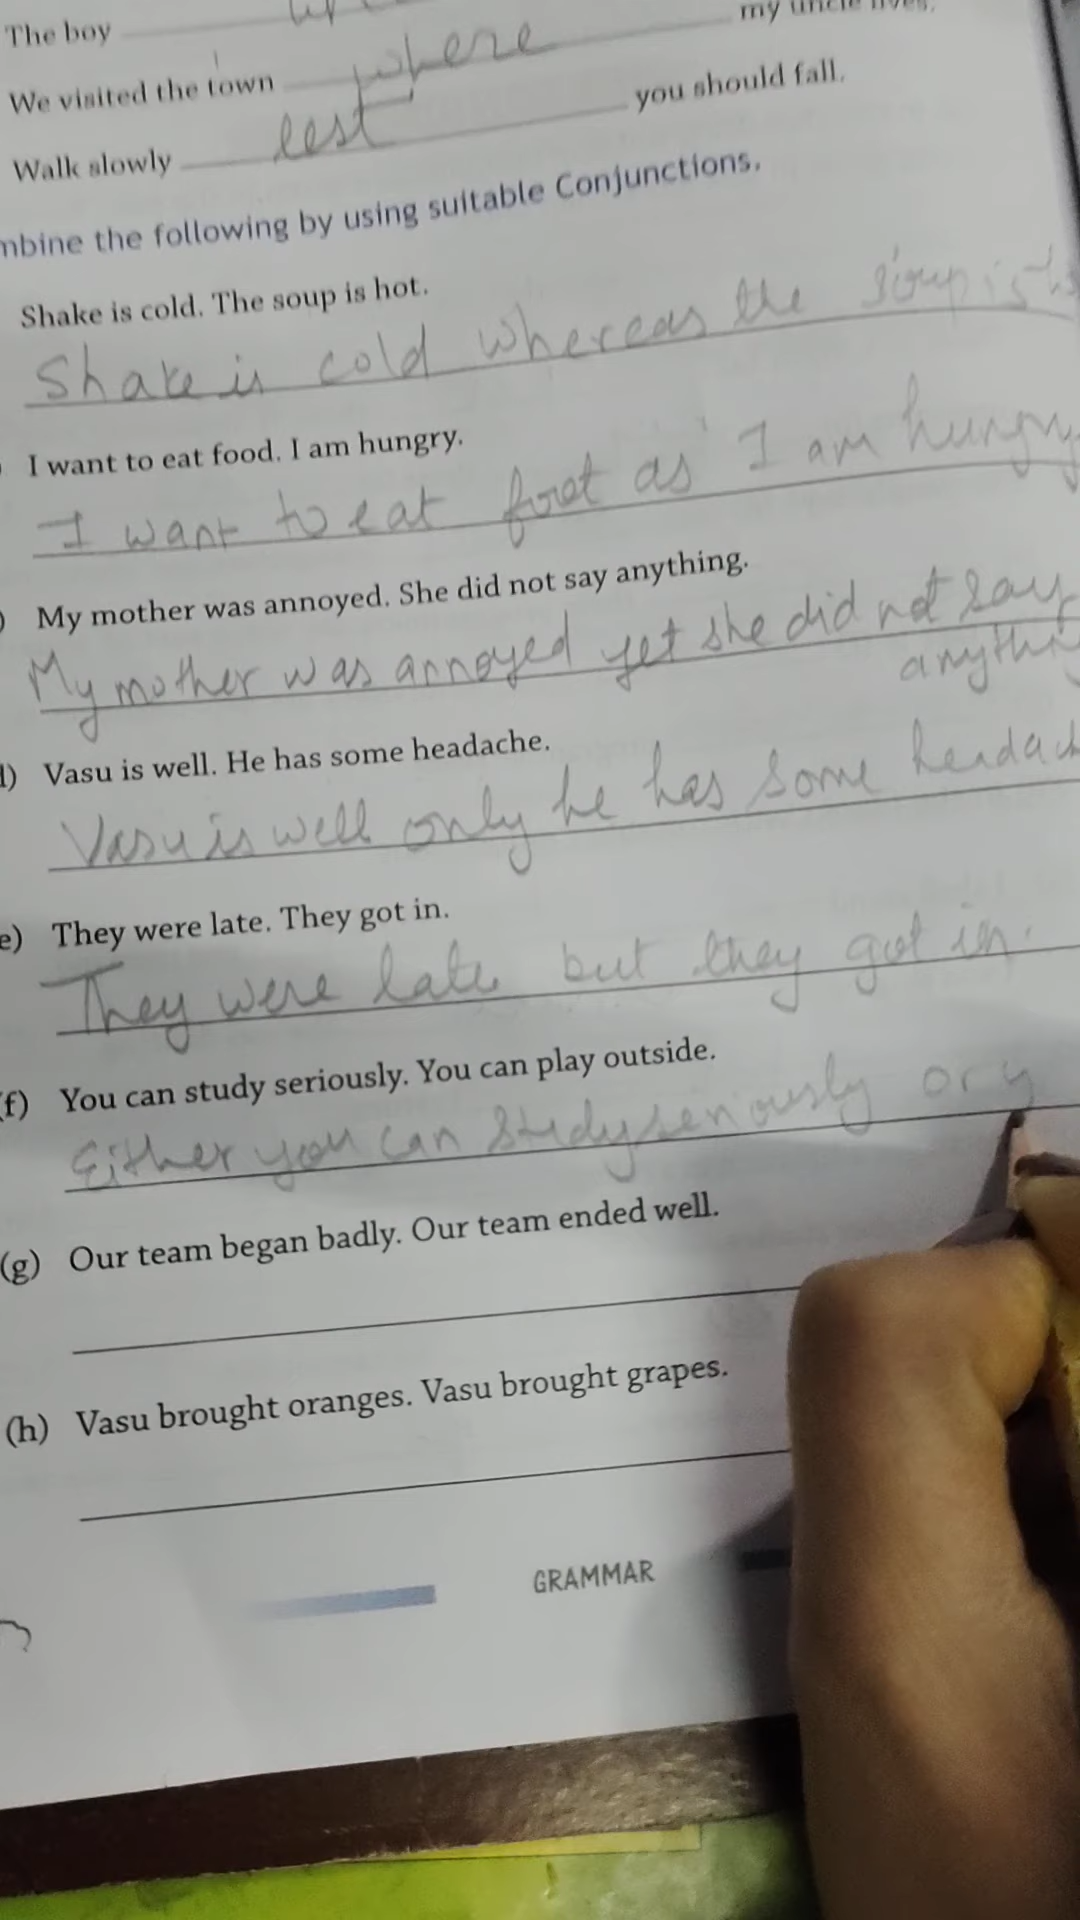 The boy
my uncle lives.
We visited the town where
Walk slowly lest you should fall.
mbine the following by using suitable Conjunctions.
Shake is cold. The soup is hot.
Shake is cold whereas the soup is
I want to eat food. I am hungry.
I want to eat food as I am hungry
My mother was annoyed. She did not say anything.
My mother was annoyed yet she did not say
anythin
Vasu is well. He has some headache.
Vasu is well only he has some headach
e) They were late. They got in.
They were late but they got in.
f) You can study seriously. You can play outside.
Either you can study seriously or y
(g) Our team began badly. Our team ended well.
(h) Vasu brought oranges. Vasu brought grapes.
GRAMMAR